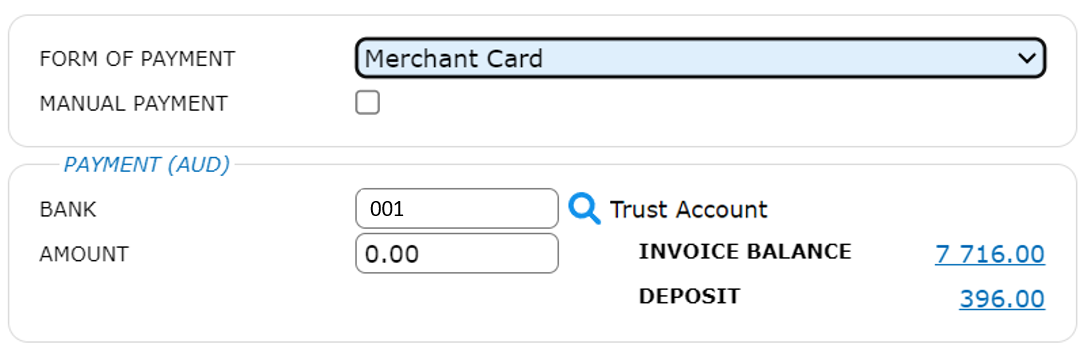 FORM OF PAYMENT Merchant Card
MANUAL PAYMENT
PAYMENT (AUD)
BANK 001 Trust Account
AMOUNT 0.00 INVOICE BALANCE 7 716.00
DEPOSIT 396.00